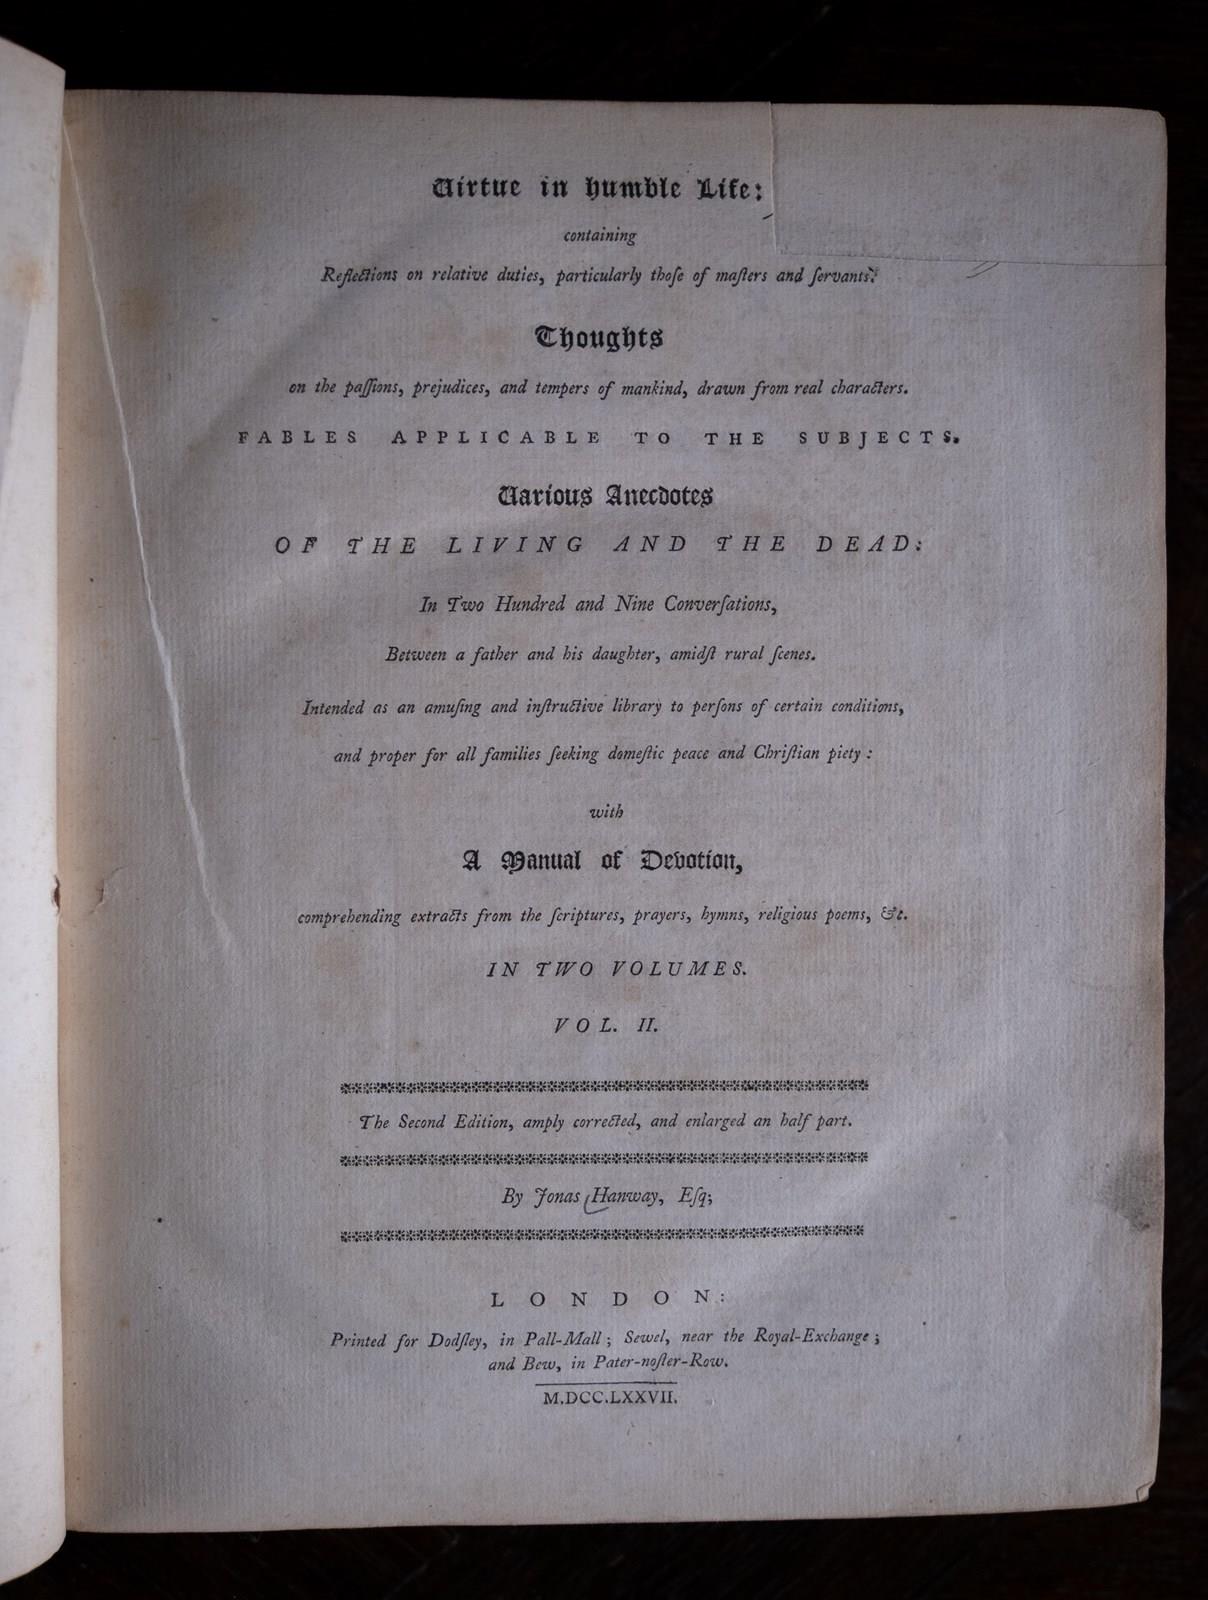 Virtue in humble Life:
containing
Reflections on relative duties, particularly thoſe of maſters and ſervants:
Thoughts
on the paſſions, prejudices, and tempers of mankind, drawn from real characters.
FABLES APPLICABLE TO THE SUBJECTS.
Various Anecdotes
OF THE LIVING AND THE DEAD:
In Two Hundred and Nine Converſations,
Between a father and his daughter, amidſt rural ſcenes.
Intended as an amuſing and inſtructive library to perſons of certain conditions,
and proper for all families ſeeking domeſtic peace and Chriſtian piety :
with
A Manual of Devotion,
comprehending extracts from the ſcriptures, prayers, hymns, religious poems, &c.
IN TWO VOLUMES.
VOL. II.
The Second Edition, amply corrected, and enlarged an half part.
By Jonas Hanway, Eſq;
LONDON:
Printed for Dodſley, in Pall-Mall ; Sewel, near the Royal-Exchange ;
and Bew, in Pater-noſter-Row.
M.DCC.LXXVII.